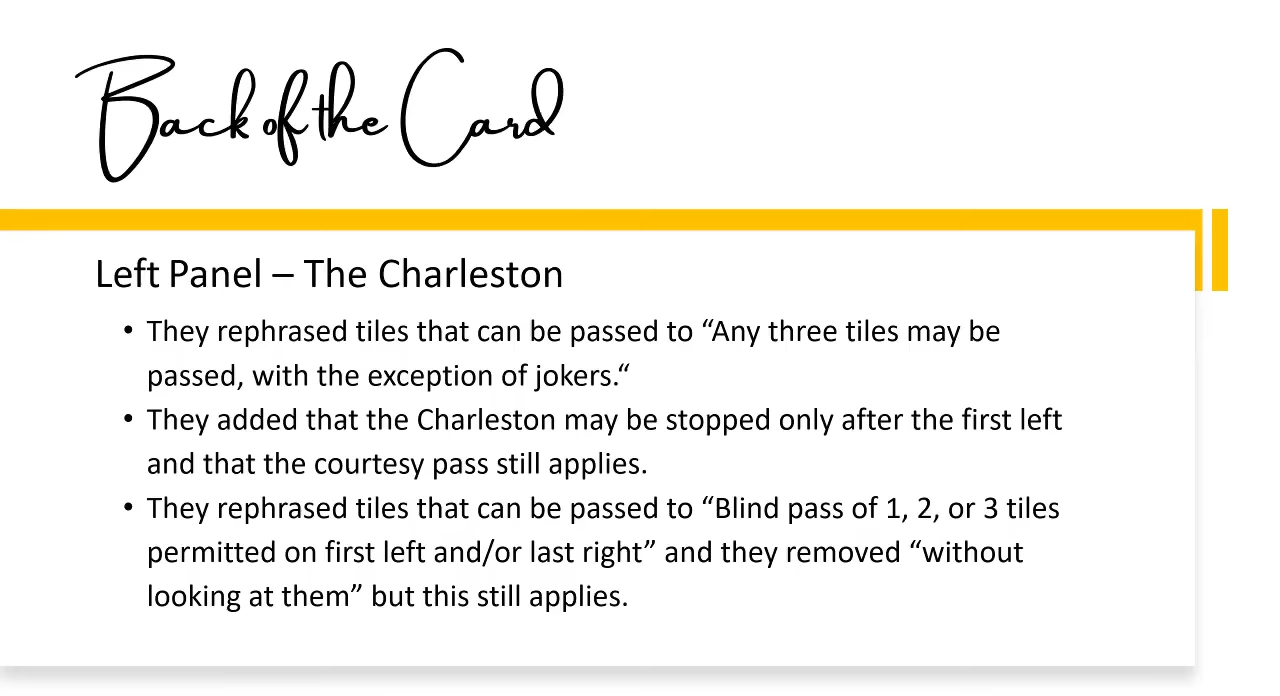 Back of the Card
Left Panel – The Charleston
• They rephrased tiles that can be passed to “Any three tiles may be
passed, with the exception of jokers.“
• They added that the Charleston may be stopped only after the first left
and that the courtesy pass still applies.
• They rephrased tiles that can be passed to “Blind pass of 1, 2, or 3 tiles
permitted on first left and/or last right” and they removed “without
looking at them” but this still applies.